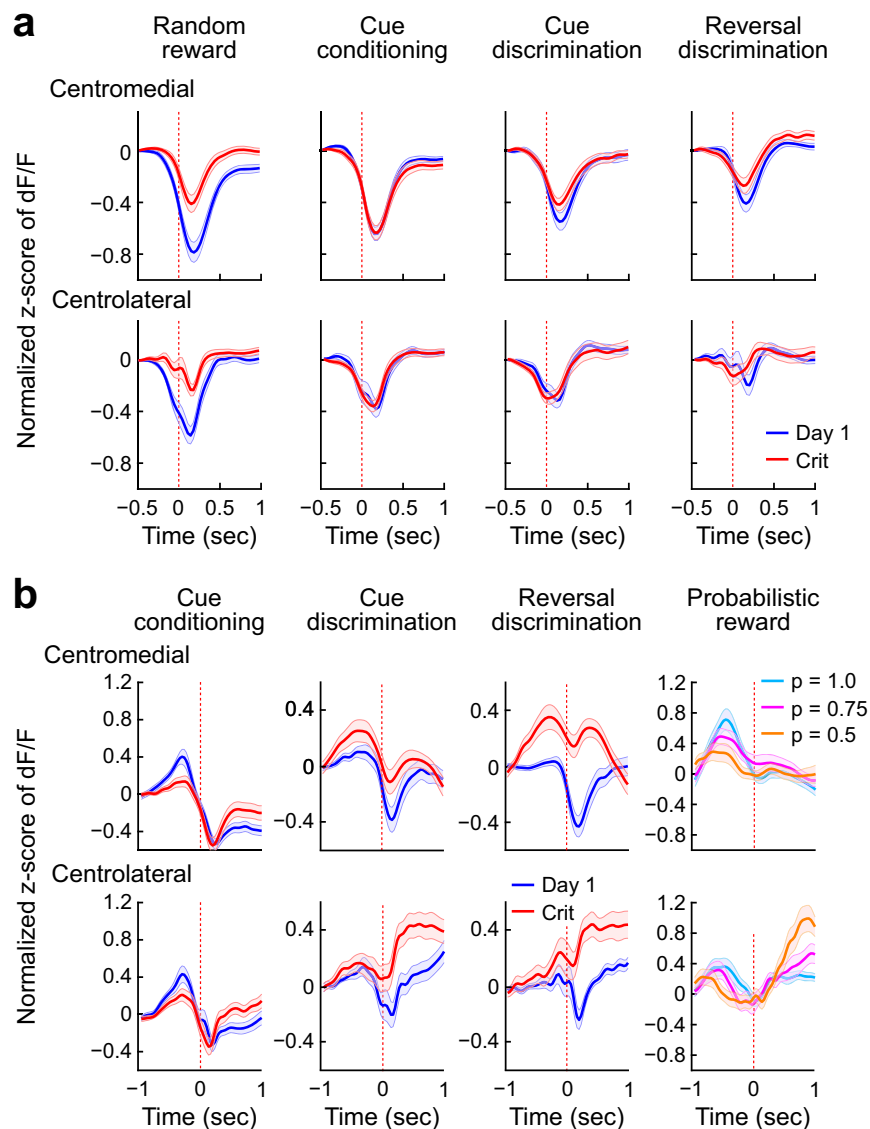 a
Random reward
Cue conditioning
Cue discrimination
Reversal discrimination
Centromedial
0
−0.4
−0.8
Centrolateral
0
−0.4
−0.8
Normalized z-score of dF/F
Day 1
Crit
−0.5 0 0.5 1
−0.5 0 0.5 1
−0.5 0 0.5 1
−0.5 0 0.5 1
Time (sec)
Time (sec)
Time (sec)
Time (sec)
b
Cue conditioning
Cue discrimination
Reversal discrimination
Probabilistic reward
Centromedial
1.2
0.8
0.4
0
−0.4
0.4
0
−0.4
0.4
0
−0.4
1.2
0.8
0.4
0
−0.4
−0.8
p = 1.0
p = 0.75
p = 0.5
Centrolateral
1.2
0.8
0.4
0
−0.4
0.4
0
−0.4
Day 1
Crit
0.4
0
−0.4
1.2
0.8
0.4
0
−0.4
−0.8
Normalized z-score of dF/F
−1 0 1
−1 0 1
−1 0 1
−1 0 1
Time (sec)
Time (sec)
Time (sec)
Time (sec)